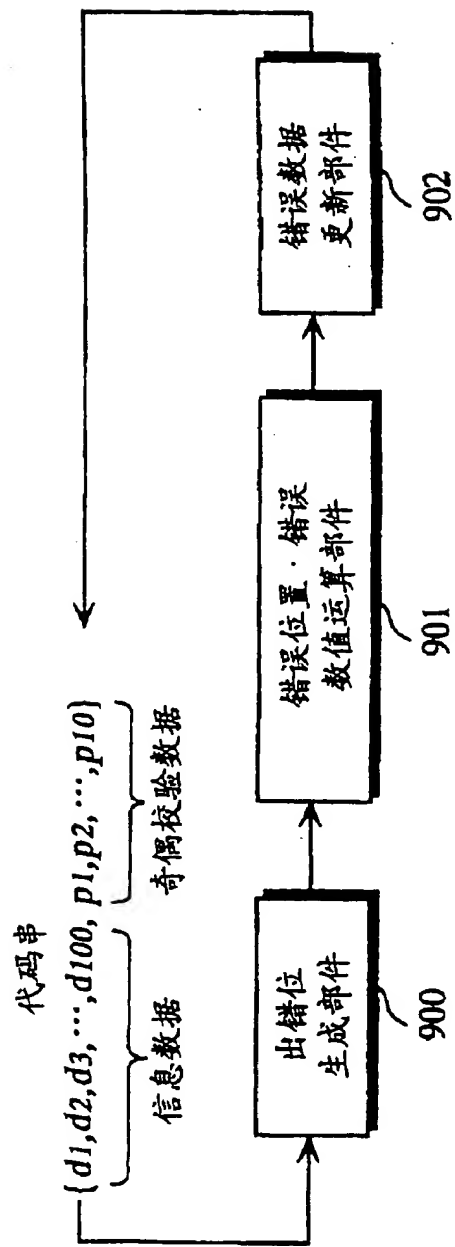 代码串
{d1,d2,d3,···,d100, p1,p2,···,p10}
信息数据
奇偶校验数据
出错位
生成部件
900
错误位置·错误
数值运算部件
901
错误数据
更新部件
902